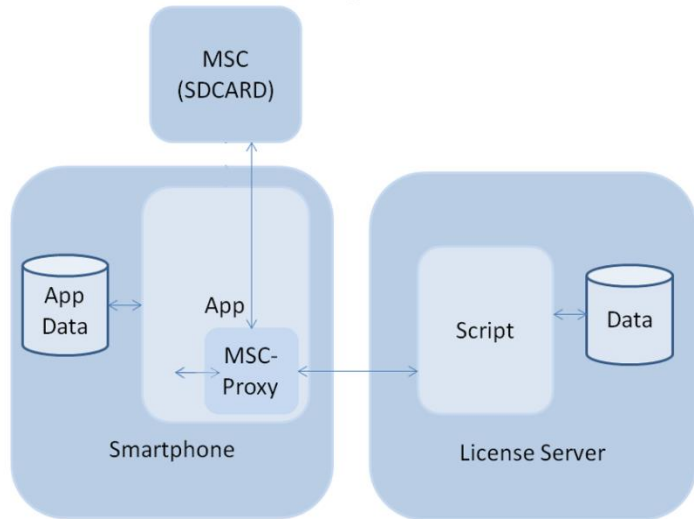 MSC
(SDCARD)
App
Data
App
MSC-
Proxy
Smartphone
Script
Data
License Server